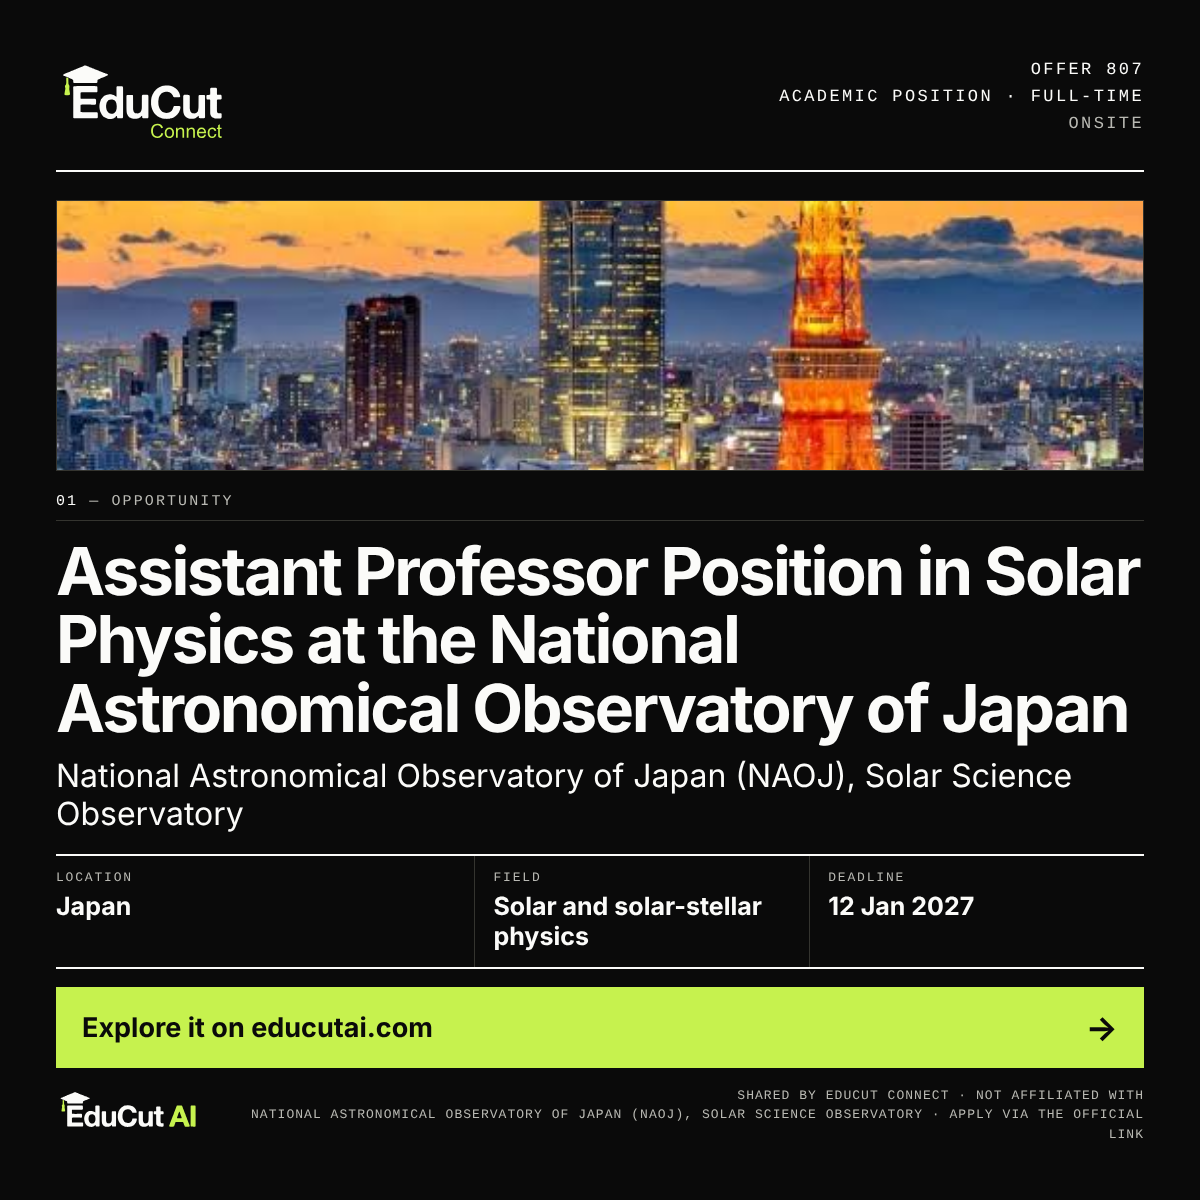 EduCut
Connect
OFFER 807
ACADEMIC POSITION · FULL-TIME
ONSITE
01 — OPPORTUNITY
Assistant Professor Position in Solar
Physics at the National
Astronomical Observatory of Japan
National Astronomical Observatory of Japan (NAOJ), Solar Science
Observatory
LOCATION
Japan
FIELD
Solar and solar-stellar
physics
DEADLINE
12 Jan 2027
Explore it on educutai.com →
EduCut AI
SHARED BY EDUCUT CONNECT · NOT AFFILIATED WITH
NATIONAL ASTRONOMICAL OBSERVATORY OF JAPAN (NAOJ), SOLAR SCIENCE OBSERVATORY · APPLY VIA THE OFFICIAL
LINK